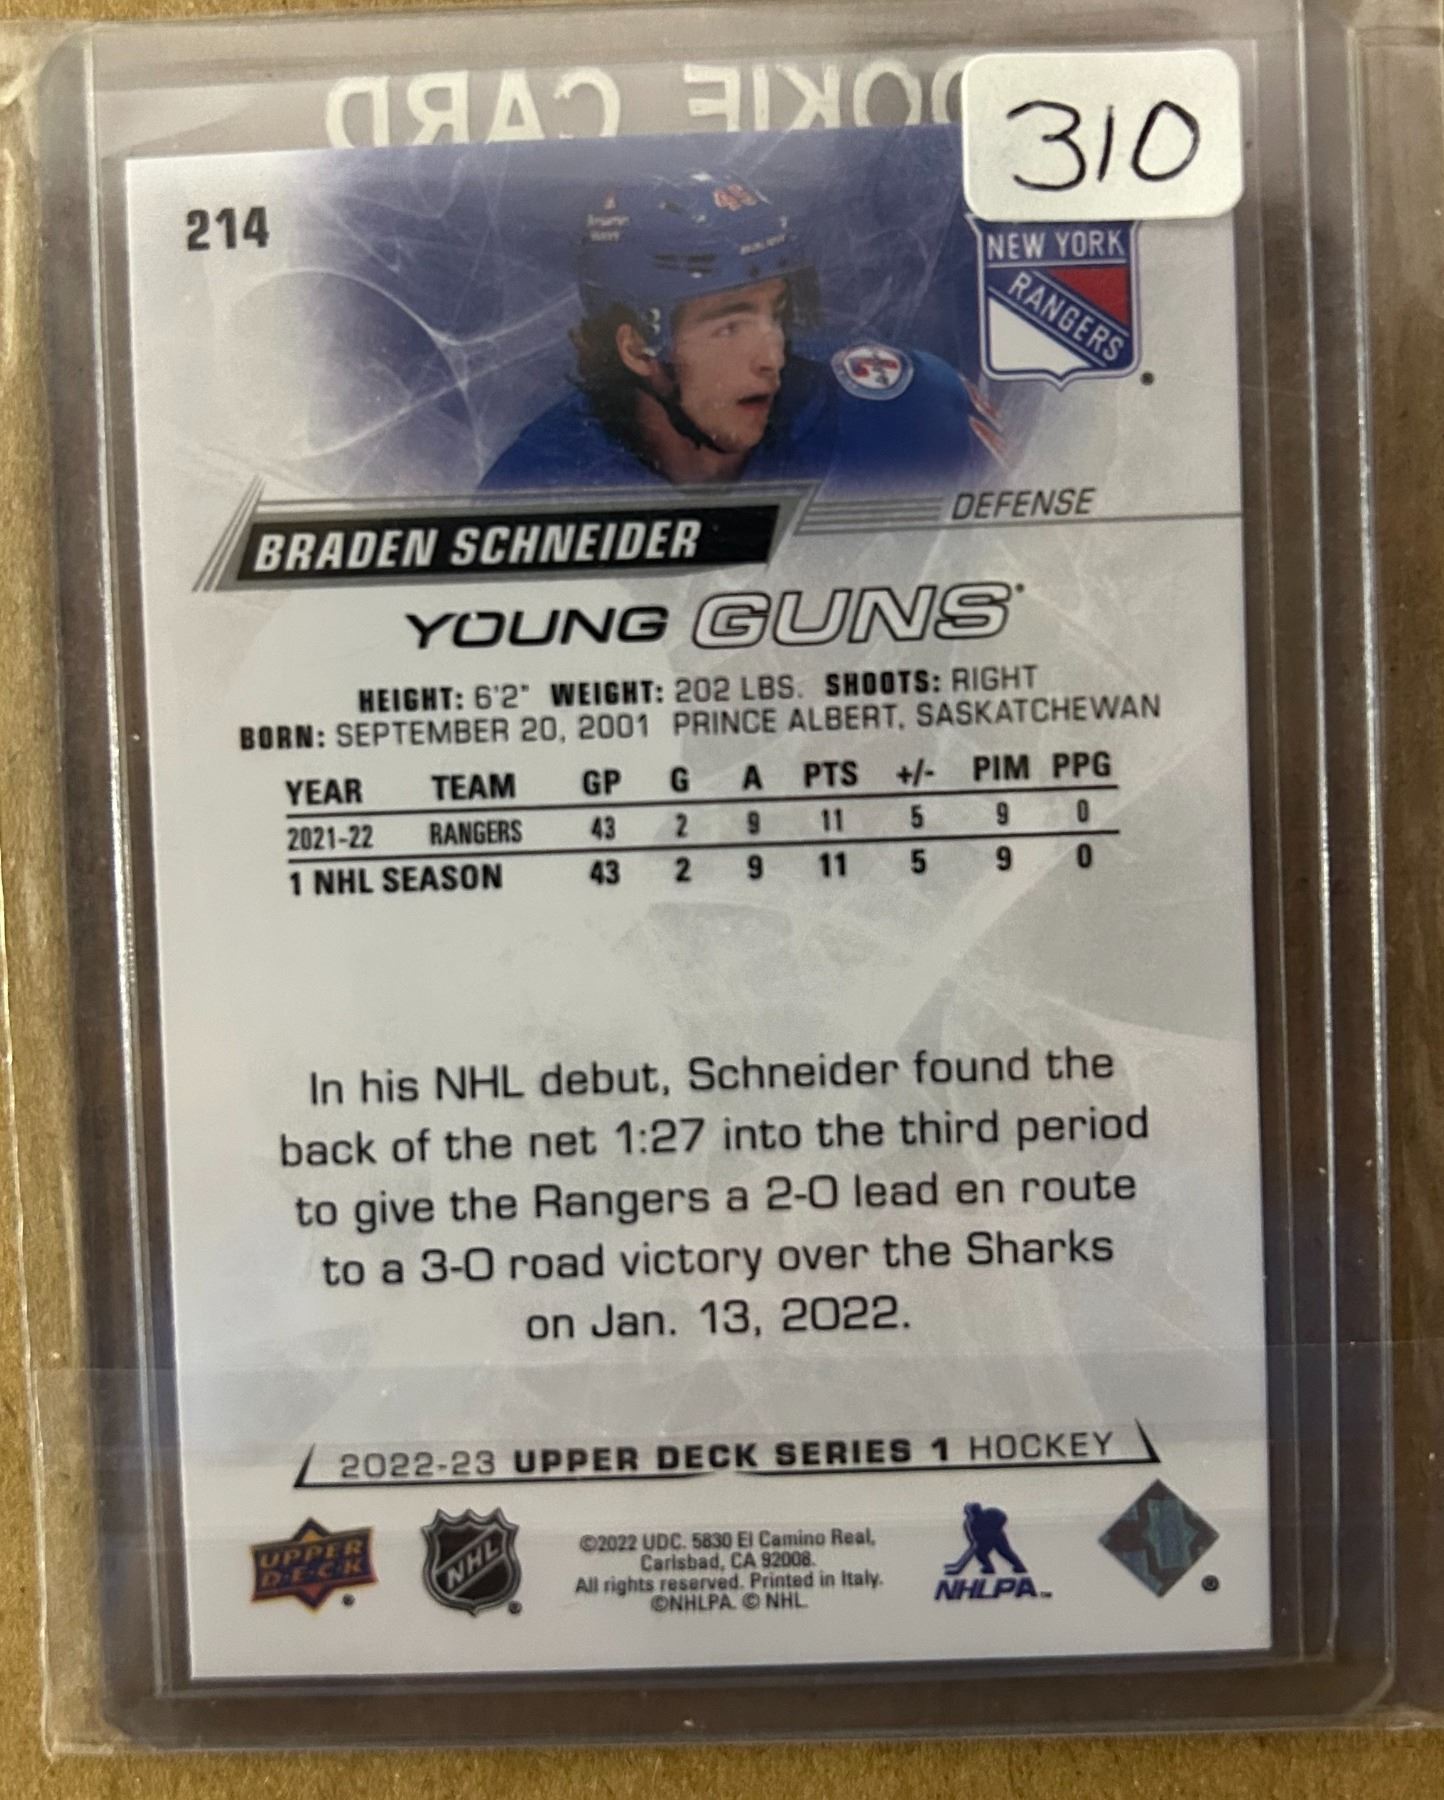 OOKIE CARD
310
214
NEW YORK
RANGERS
DEFENSE
BRADEN SCHNEIDER
YOUNG GUNS
HEIGHT: 6'2" WEIGHT: 202 LBS. SHOOTS: RIGHT
BORN: SEPTEMBER 20, 2001 PRINCE ALBERT, SASKATCHEWAN
YEAR TEAM GP G A PTS +/- PIM PPG
2021-22 RANGERS 43 2 9 11 5 9 0
1 NHL SEASON 43 2 9 11 5 9 0
In his NHL debut, Schneider found the
back of the net 1:27 into the third period
to give the Rangers a 2-0 lead en route
to a 3-0 road victory over the Sharks
on Jan. 13, 2022.
2022-23 UPPER DECK SERIES 1 HOCKEY
UPPER
DECK
®
NHL
®
©2022 UDC. 5830 El Camino Real,
Carlsbad, CA 92008.
All rights reserved. Printed in Italy.
©NHLPA. © NHL.
NHLPA™
®